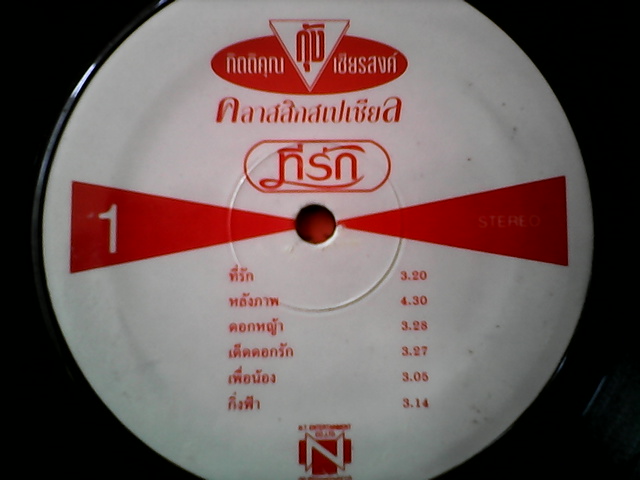 กุ้ง
กิตติคุณ เชียรสงค์
คลาสสิกสเปเชียล
ที่รัก
1 STEREO
ที่รัก 3.20
หลังภาพ 4.30
ดอกหญ้า 3.28
เด็ดดอกรัก 3.27
เพื่อน้อง 3.05
กิ่งฟ้า 3.14
ENTERTAINMENT
CO.,LTD.
N